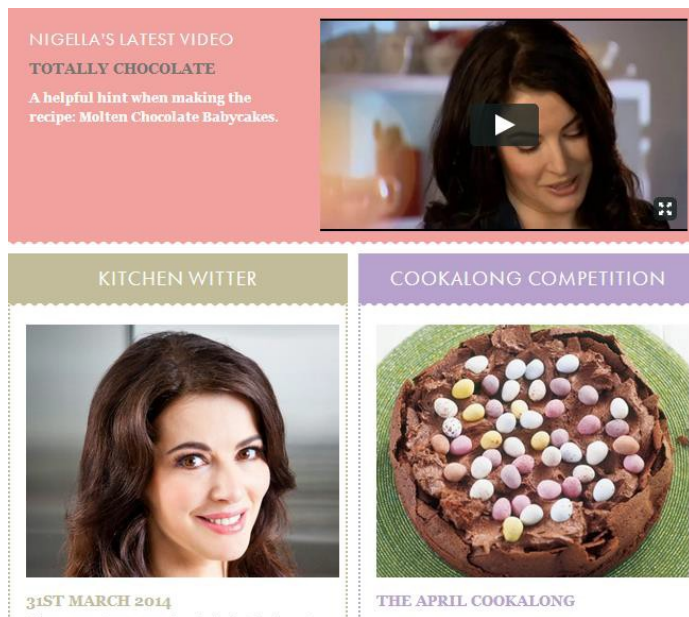 NIGELLA'S LATEST VIDEO
TOTALLY CHOCOLATE
A helpful hint when making the
recipe: Molten Chocolate Babycakes.
KITCHEN WITTER
COOKALONG COMPETITION
31ST MARCH 2014
THE APRIL COOKALONG